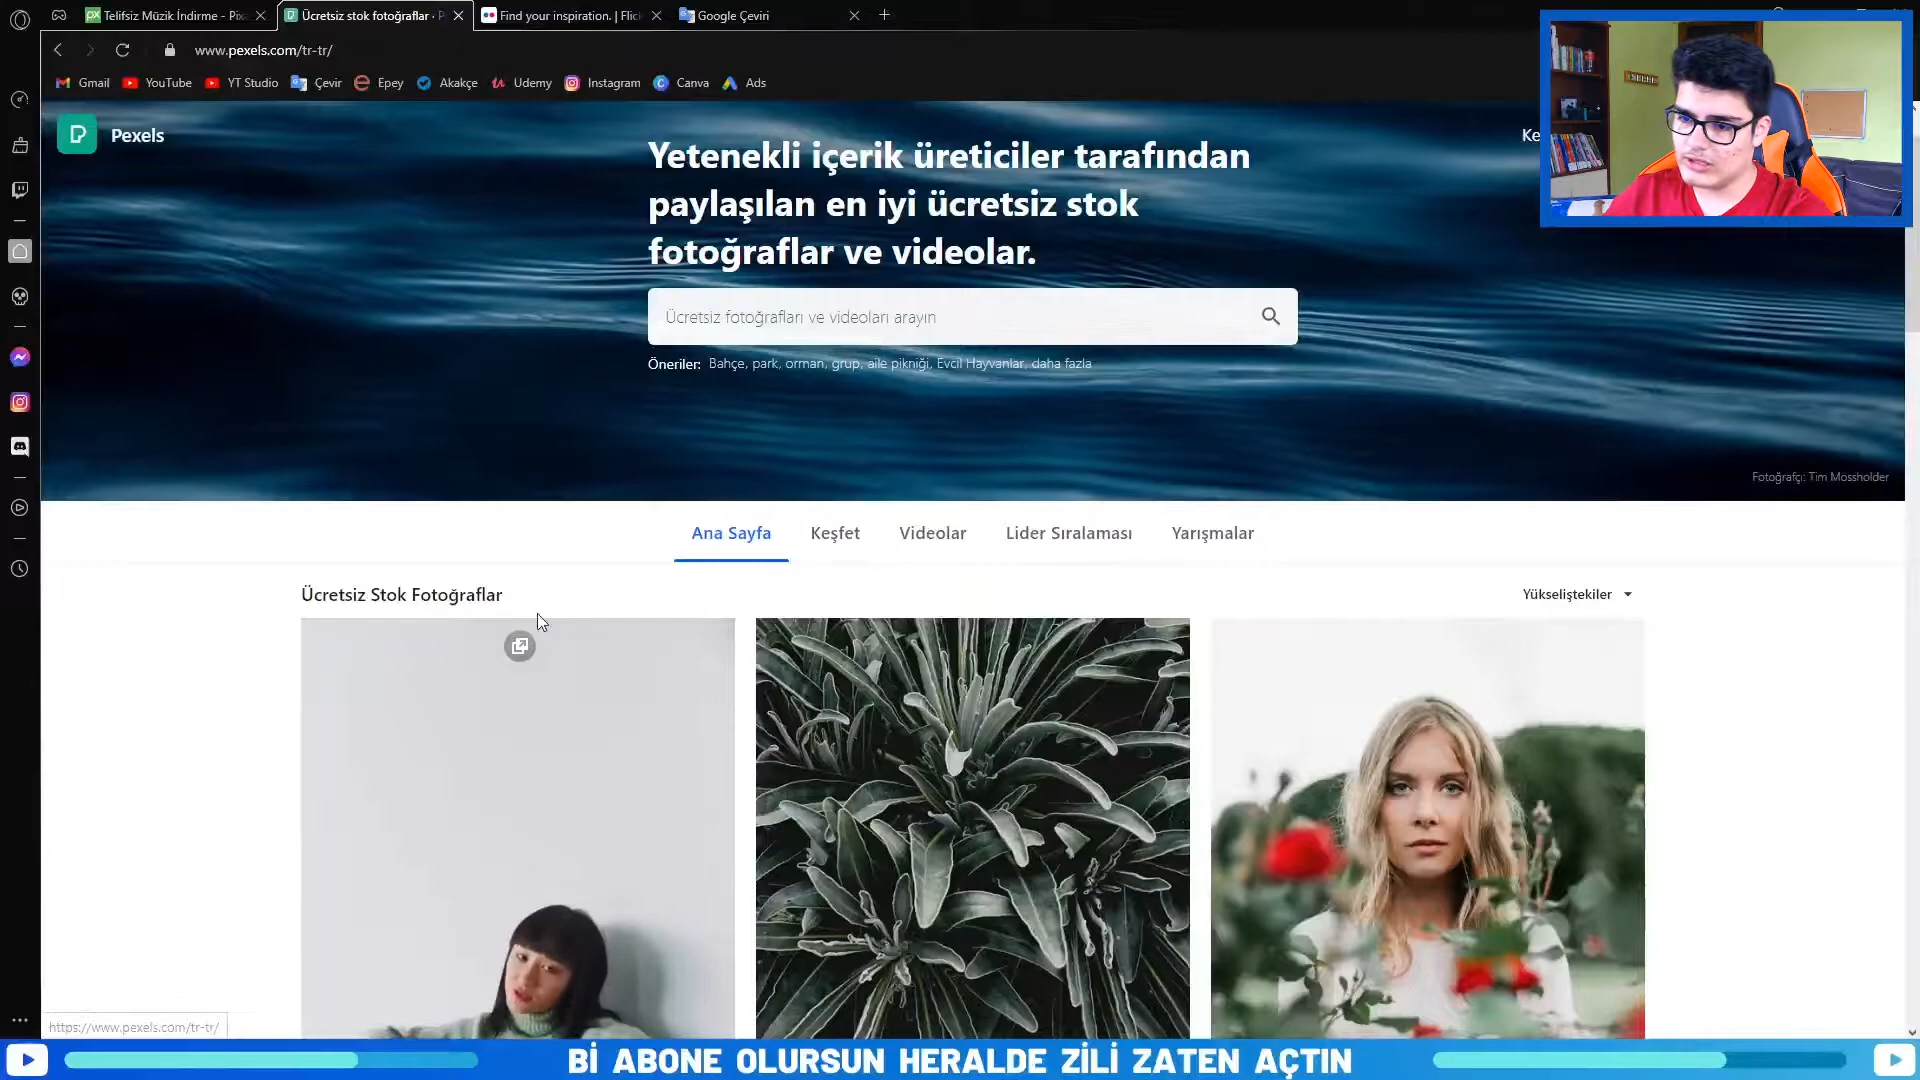 Telifsiz Müzik İndirme - Pix
Ücretsiz stok fotoğraflar · P
Find your inspiration. | Flic
Google Çeviri
www.pexels.com/tr-tr/
Gmail
YouTube
YT Studio
Çevir
Epey
Akakçe
Udemy
Instagram
Canva
Ads
Pexels
Ke
Yetenekli içerik üreticiler tarafından
paylaşılan en iyi ücretsiz stok
fotoğraflar ve videolar.
Ücretsiz fotoğrafları ve videoları arayın
Öneriler: Bahçe, park, orman, grup, aile pikniği, Evcil Hayvanlar, daha fazla
Fotoğrafçı: Tim Mossholder
Ana Sayfa
Keşfet
Videolar
Lider Sıralaması
Yarışmalar
Ücretsiz Stok Fotoğraflar
Yükseliştekiler
https://www.pexels.com/tr-tr/
Bİ ABONE OLURSUN HERALDE ZİLİ ZATEN AÇTIN